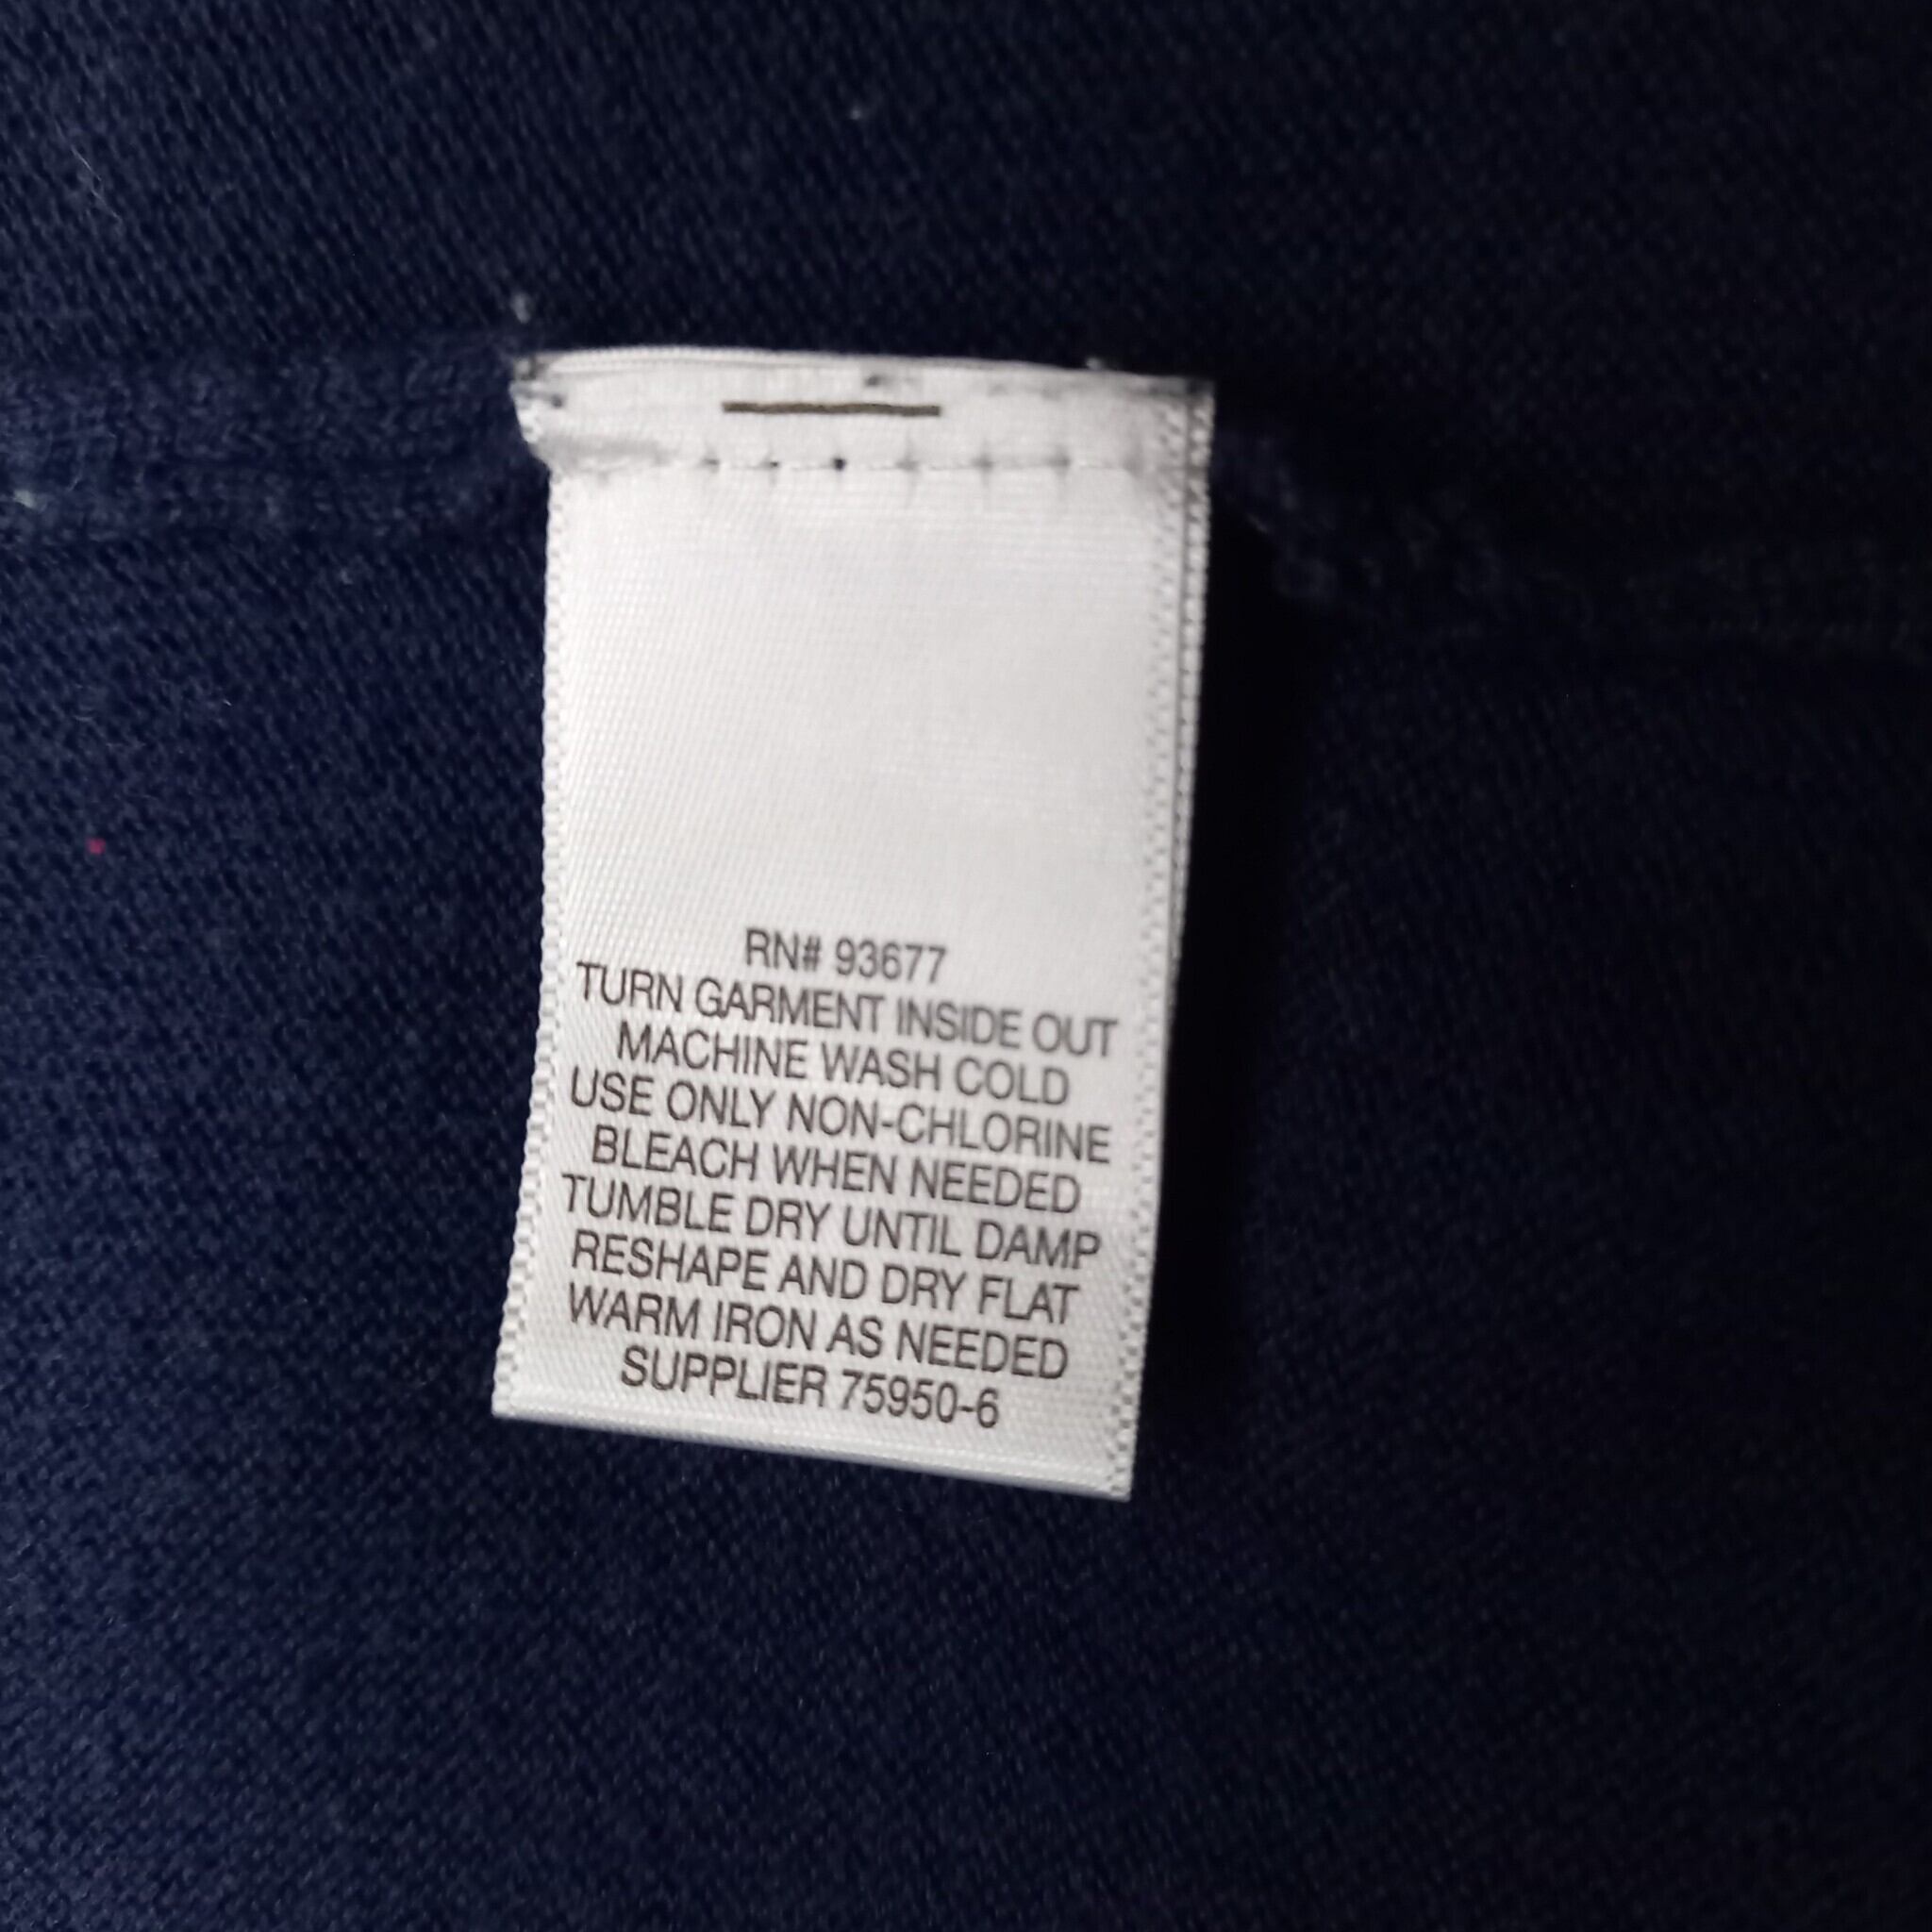 RN# 93677
TURN GARMENT INSIDE OUT
MACHINE WASH COLD
USE ONLY NON-CHLORINE
BLEACH WHEN NEEDED
TUMBLE DRY UNTIL DAMP
RESHAPE AND DRY FLAT
WARM IRON AS NEEDED
SUPPLIER 75950-6